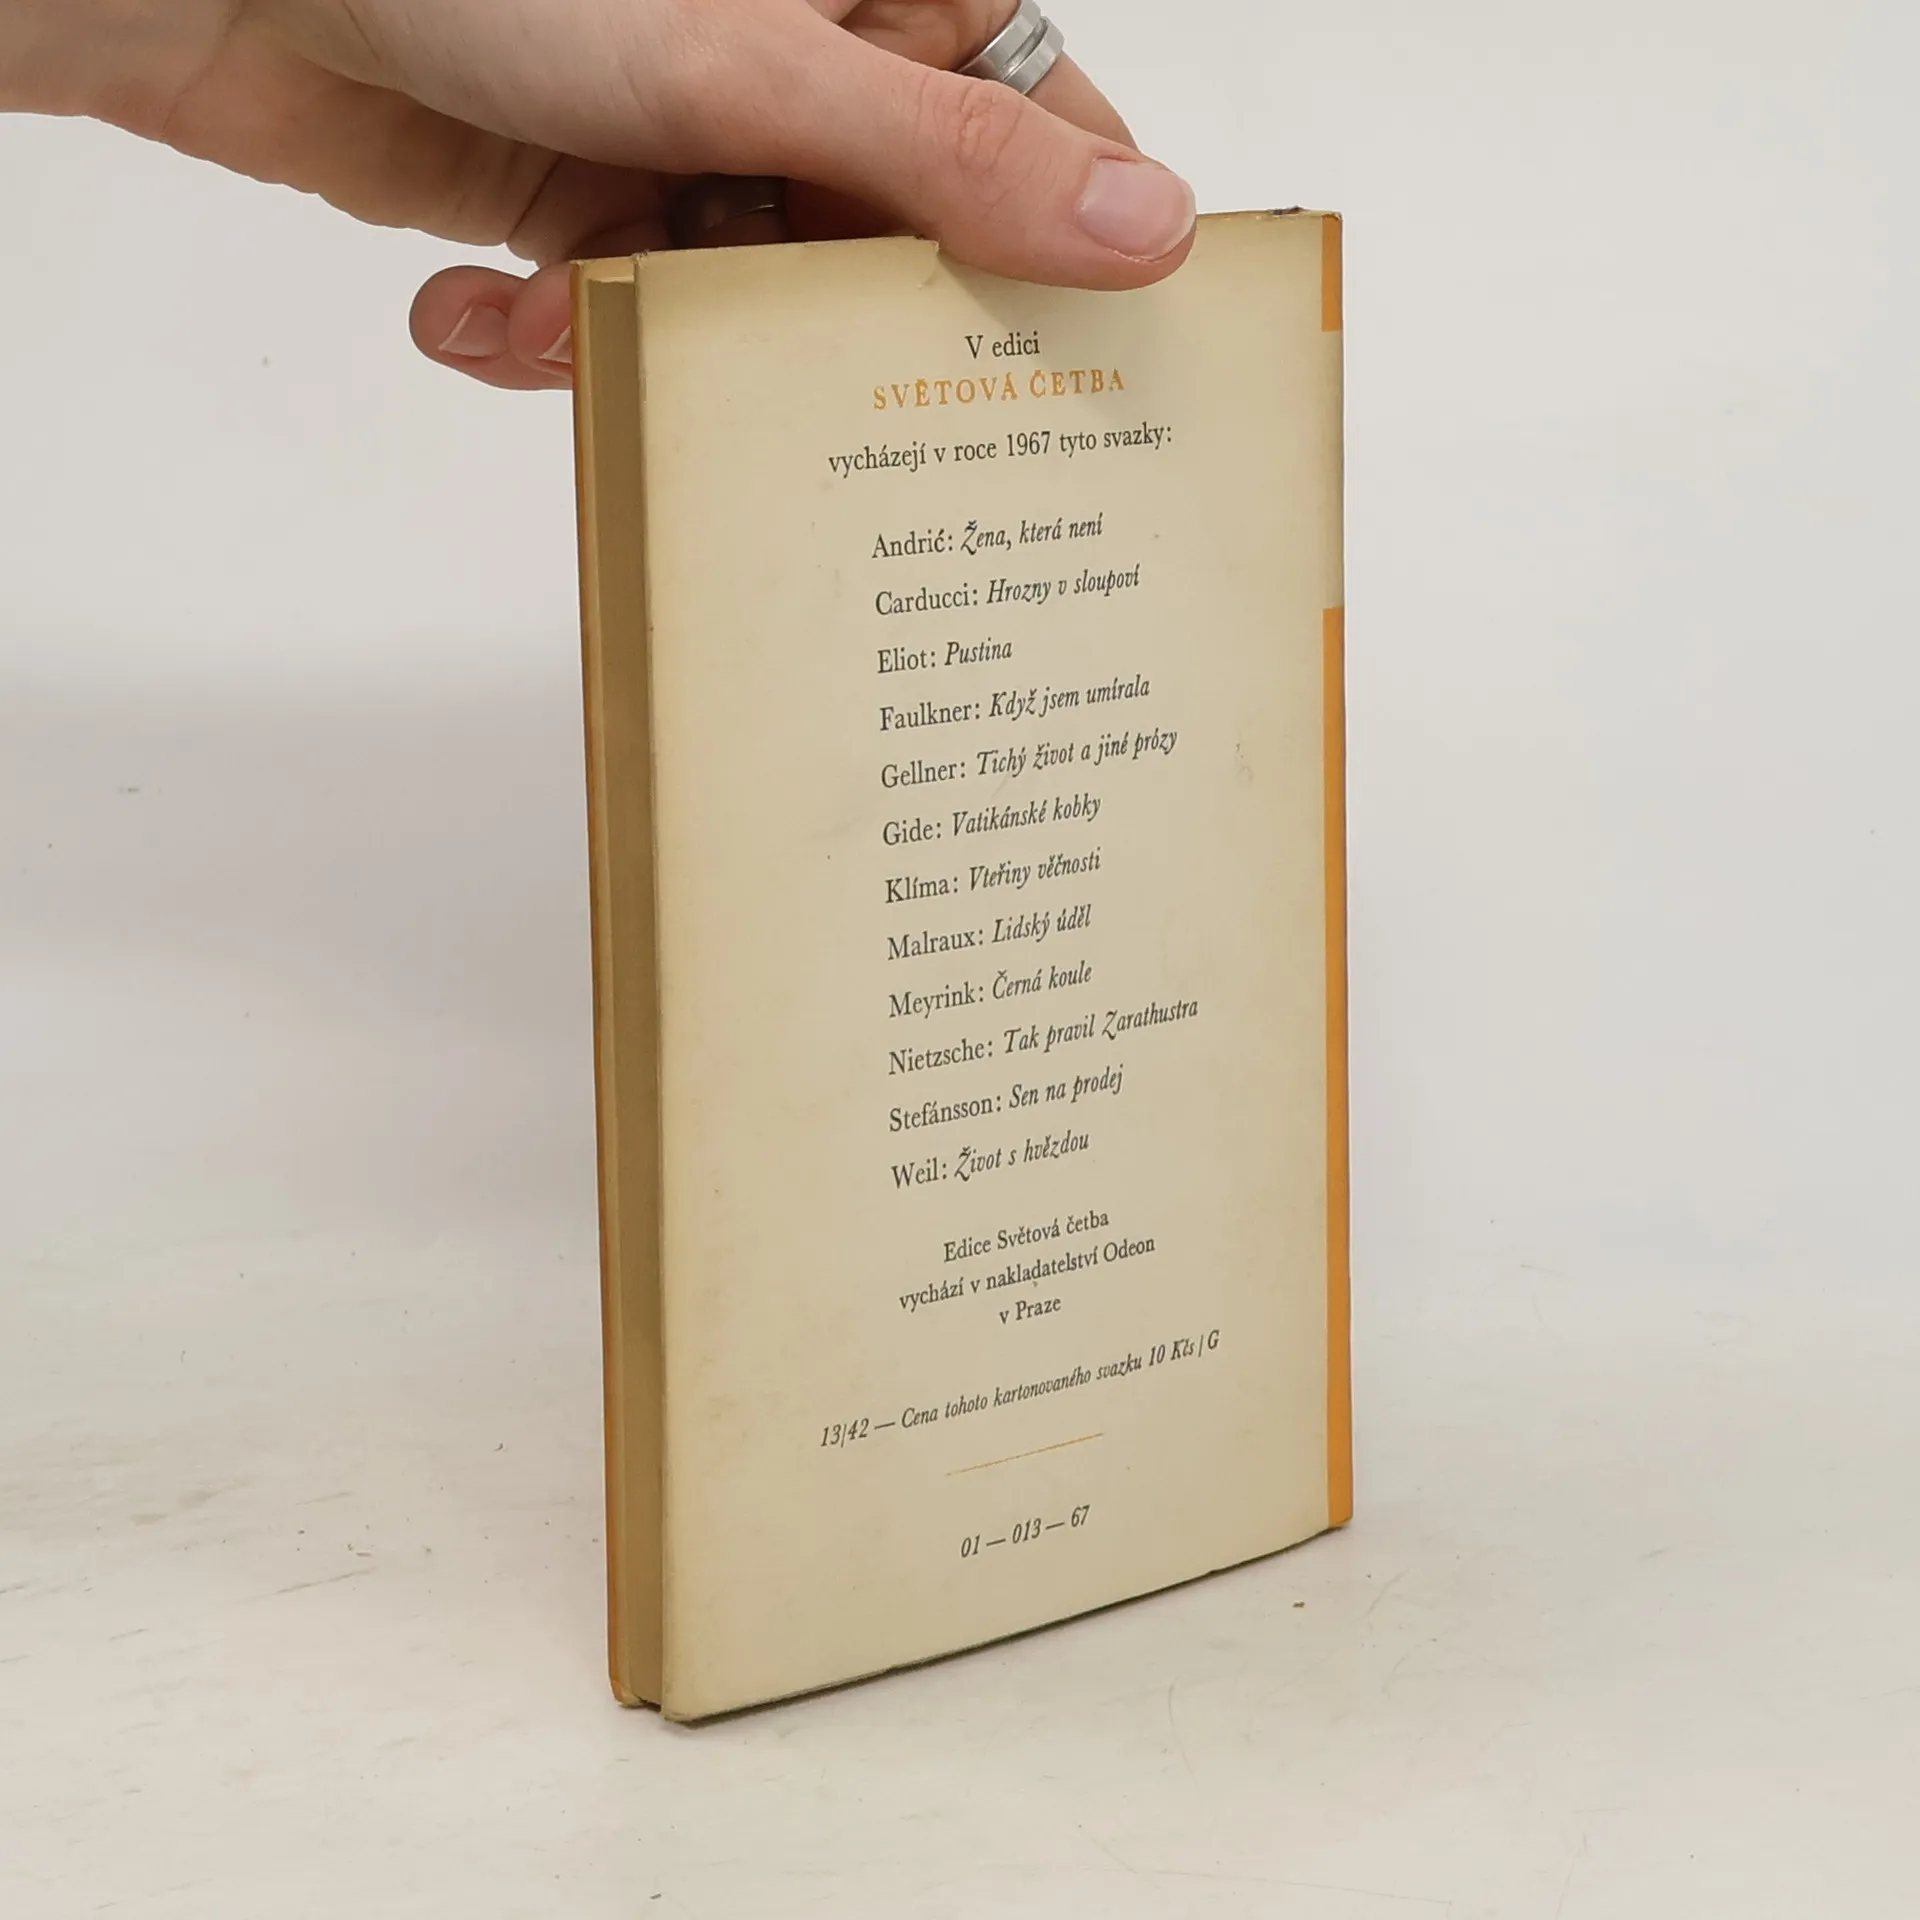 V edici
SVĚTOVÁ ČETBA
vycházejí v roce 1967 tyto svazky:
Andrić: Žena, která není
Carducci: Hrozny v sloupoví
Eliot: Pustina
Faulkner: Když jsem umírala
Gellner: Tichý život a jiné prózy
Gide: Vatikánské kobky
Klíma: Vteřiny věčnosti
Malraux: Lidský úděl
Meyrink: Černá koule
Nietzsche: Tak pravil Zarathustra
Stefánsson: Sen na prodej
Weil: Život s hvězdou
Edice Světová četba
vychází v nakladatelství Odeon
v Praze
13/42 — Cena tohoto kartonovaného svazku 10 Kčs | G
01 — 013 — 67